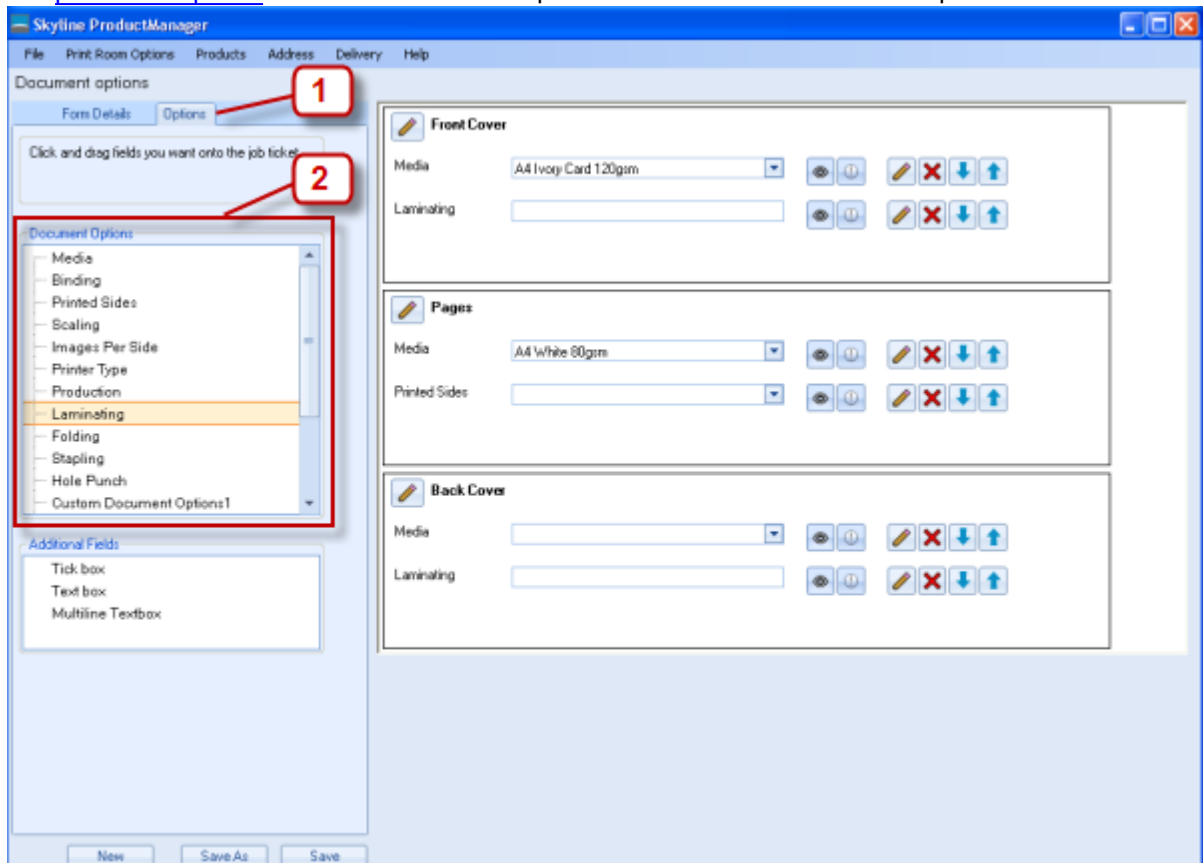 Skyline ProductManager
File Print Room Options Products Address Delivery Help
Document options
1
Form Details Options
Click and drag fields you want onto the job ticket
2
Document Options
Media
Binding
Printed Sides
Scaling
Images Per Side
Printer Type
Production
Laminating
Folding
Stapling
Hole Punch
Custom Document Options1
Additional Fields
Tick box
Text box
Multiline Textbox
New Save As Save
Front Cover
Media A4 Ivory Card 120gsm
Laminating
Pages
Media A4 White 80gsm
Printed Sides
Back Cover
Media
Laminating